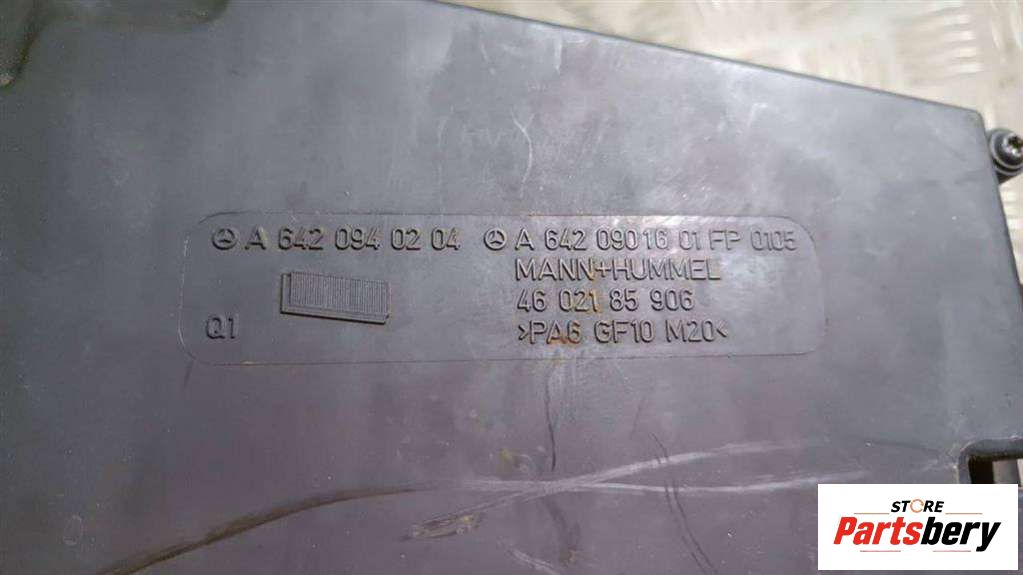 A 642 094 02 04 A 642 090 16 01 FP 0105
MANN+HUMMEL
46 021 85 906
Q1 >PA6 GF10 M20<
STORE
Partsbery